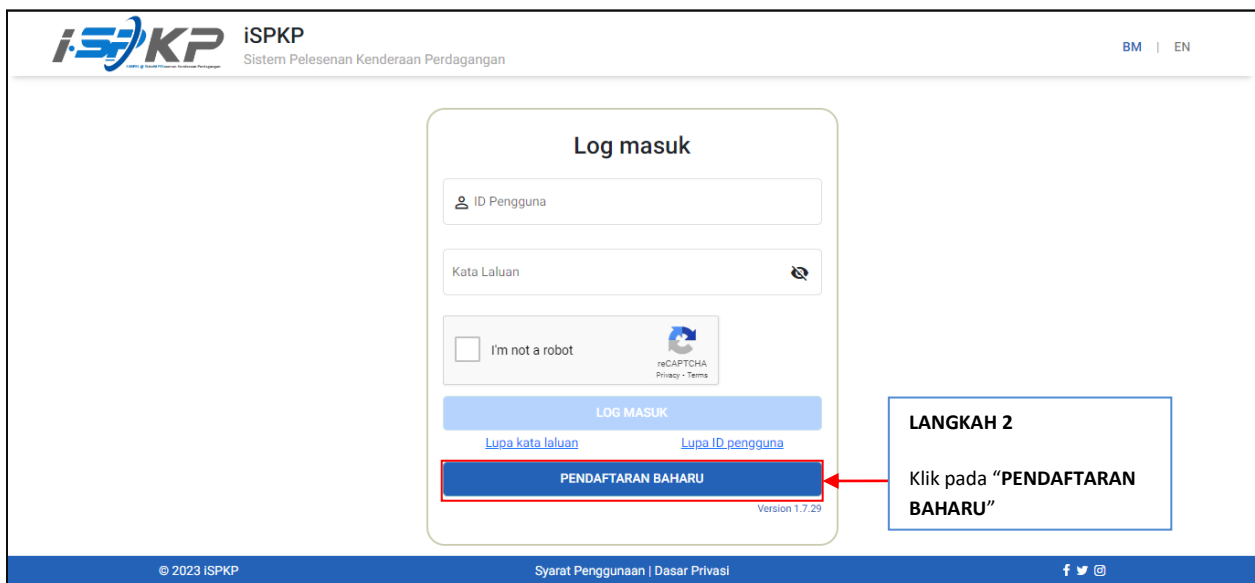 i.SPKP
iSPKP
Sistem Pelesenan Kenderaan Perdagangan
BM | EN
Log masuk
ID Pengguna
Kata Laluan
I'm not a robot
reCAPTCHA
Privacy - Terms
LOG MASUK
Lupa kata laluan Lupa ID pengguna
PENDAFTARAN BAHARU
Version 1.7.29
LANGKAH 2
Klik pada “PENDAFTARAN
BAHARU”
© 2023 iSPKP Syarat Penggunaan | Dasar Privasi